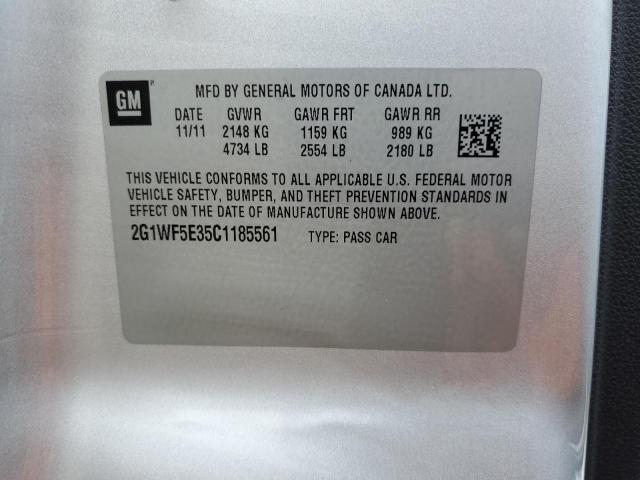 GM
MFD BY GENERAL MOTORS OF CANADA LTD.
DATE GVWR GAWR FRT GAWR RR
11/11 2148 KG 1159 KG 989 KG
4734 LB 2554 LB 2180 LB
THIS VEHICLE CONFORMS TO ALL APPLICABLE U.S. FEDERAL MOTOR
VEHICLE SAFETY, BUMPER, AND THEFT PREVENTION STANDARDS IN
EFFECT ON THE DATE OF MANUFACTURE SHOWN ABOVE.
2G1WF5E35C1185561 TYPE: PASS CAR